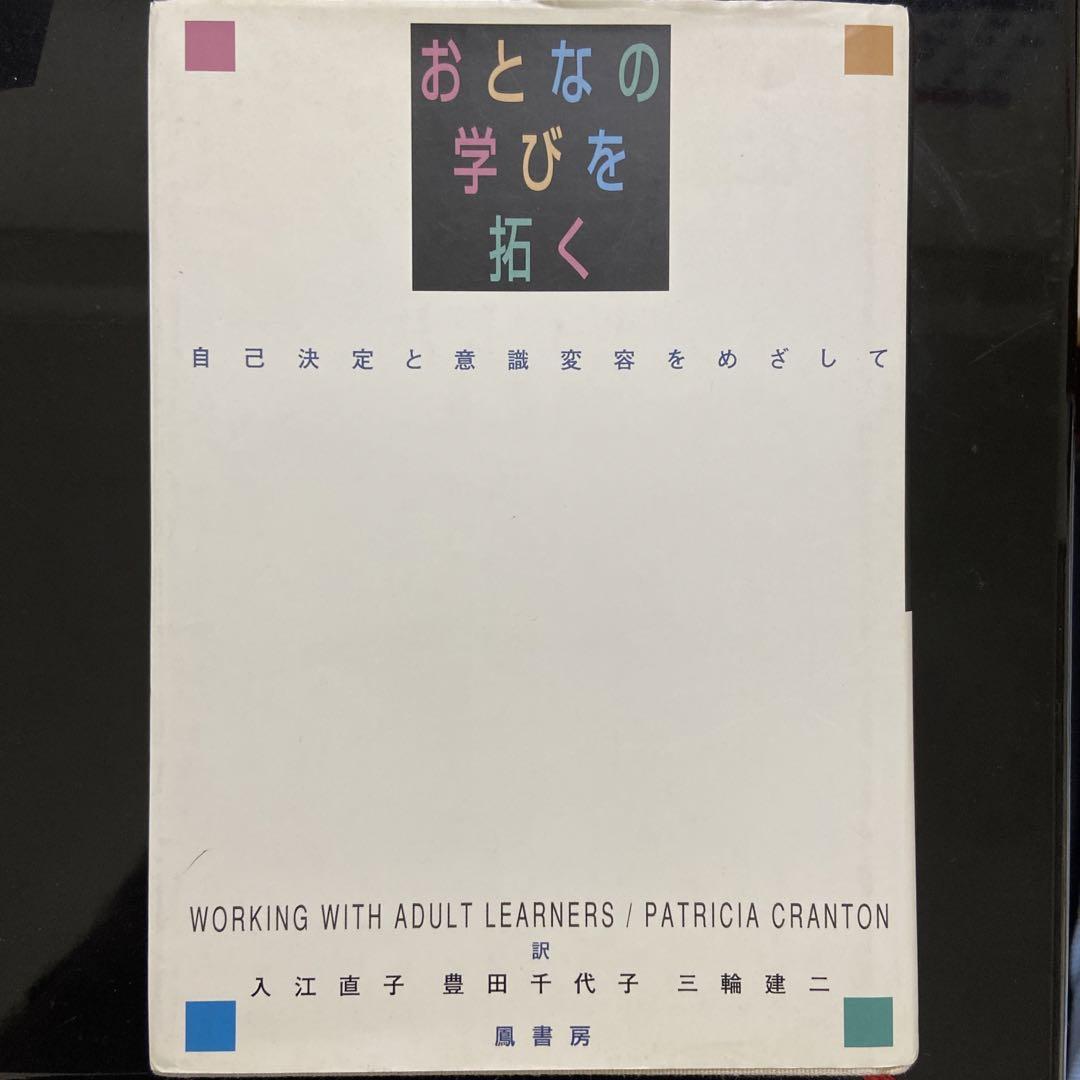 おとなの
学びを
拓く
自己決定と意識変容をめざして
WORKING WITH ADULT LEARNERS / PATRICIA CRANTON
訳
入江直子 豊田千代子 三輪建二
鳳書房